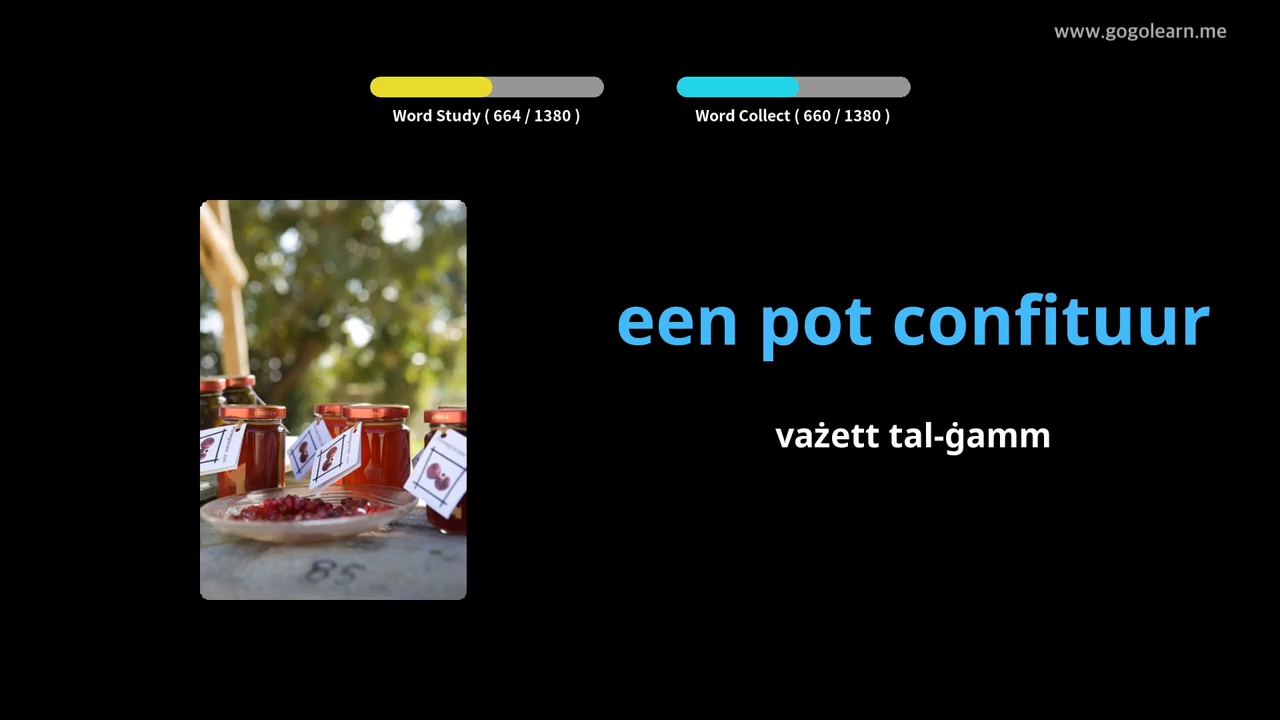 www.gogolearn.me
Word Study ( 664 / 1380 )
Word Collect ( 660 / 1380 )
een pot confituur
važett tal-ġamm
85